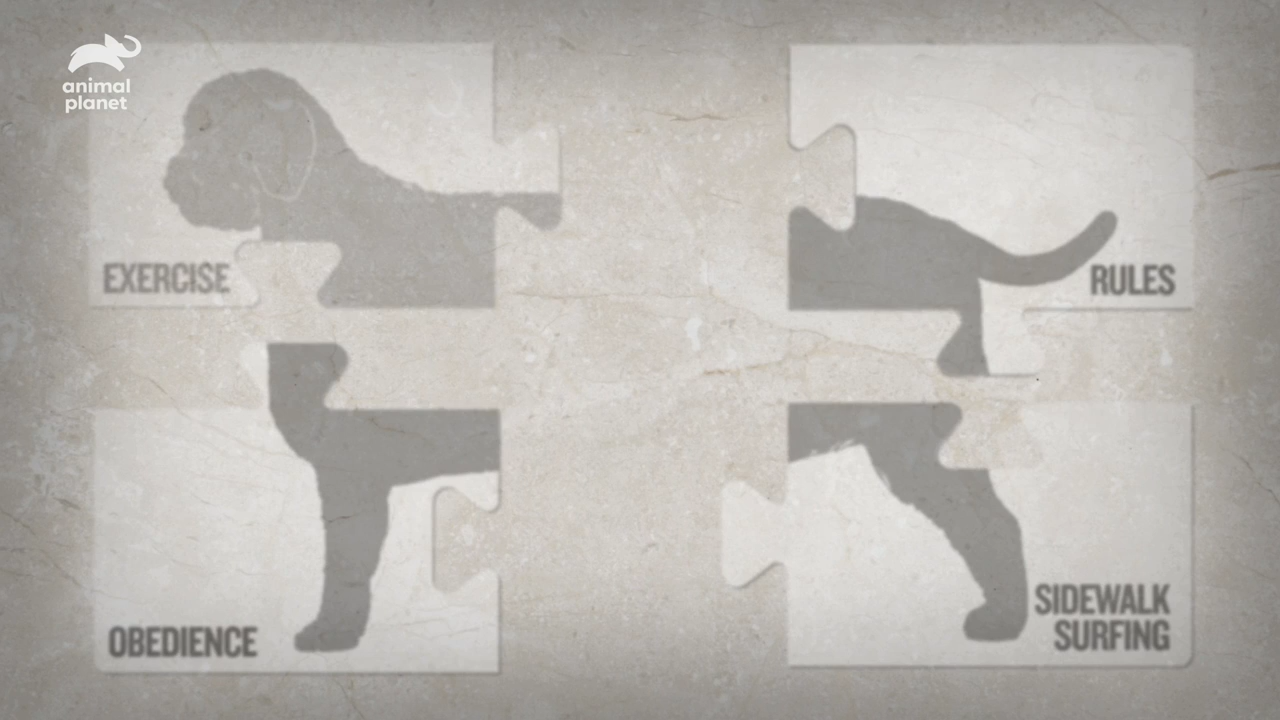 animal
planet
EXERCISE
RULES
OBEDIENCE
SIDEWALK
SURFING